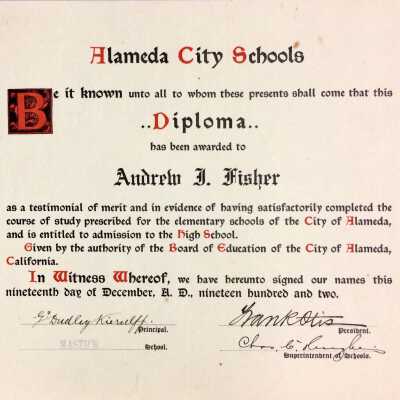 Alameda City Schools
Be it known unto all to whom these presents shall come that this
..Diploma..
has been awarded to
Andrew J. Fisher
as a testimonial of merit and in evidence of having satisfactorily completed the
course of study prescribed for the elementary schools of the City of Alameda,
and is entitled to admission to the High School.
Given by the authority of the Board of Education of the City of Alameda,
California.
In Witness Whereof, we have hereunto signed our names this
nineteenth day of December, A. D., nineteen hundred and two.
Dudley Kierulff. Frank Otis
Principal. President.
MASTICK Chas. C.
School. Superintendent of Schools.